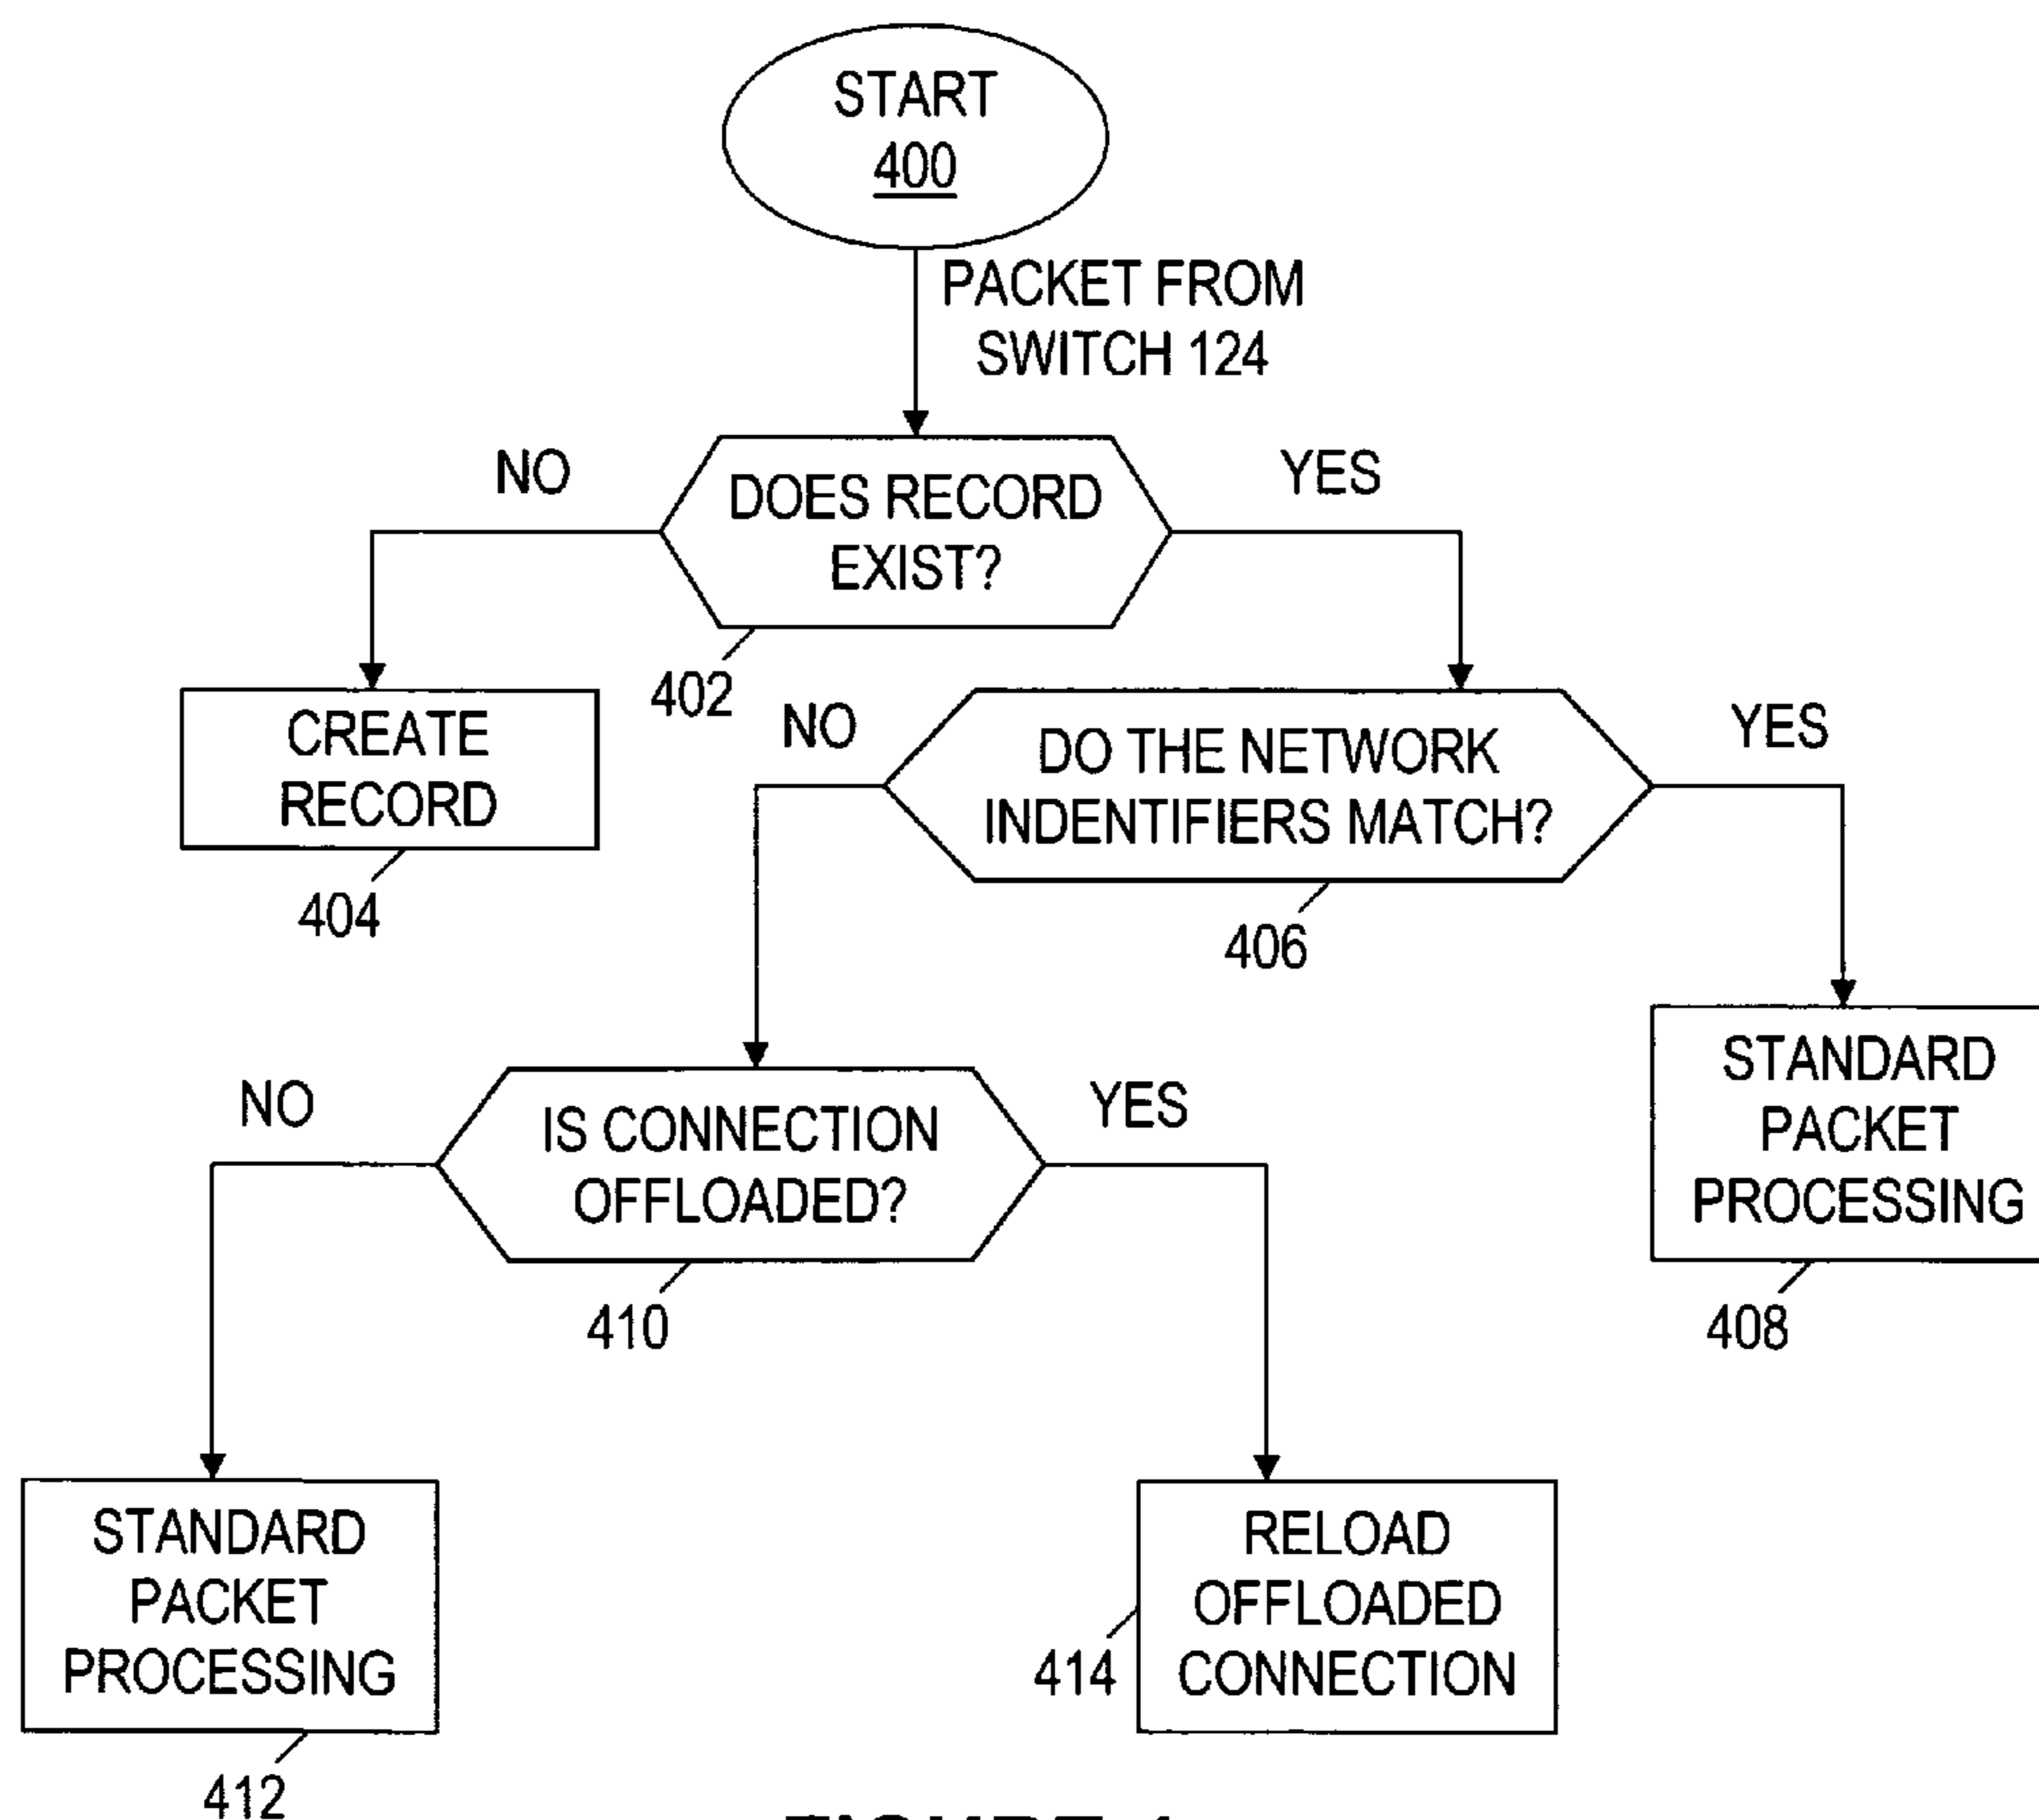 START
400
PACKET FROM
SWITCH 124
NO
DOES RECORD
EXIST?
YES
402
CREATE
RECORD
404
NO
DO THE NETWORK
INDENTIFIERS MATCH?
YES
406
STANDARD
PACKET
PROCESSING
408
NO
IS CONNECTION
OFFLOADED?
YES
410
STANDARD
PACKET
PROCESSING
412
RELOAD
OFFLOADED
CONNECTION
414